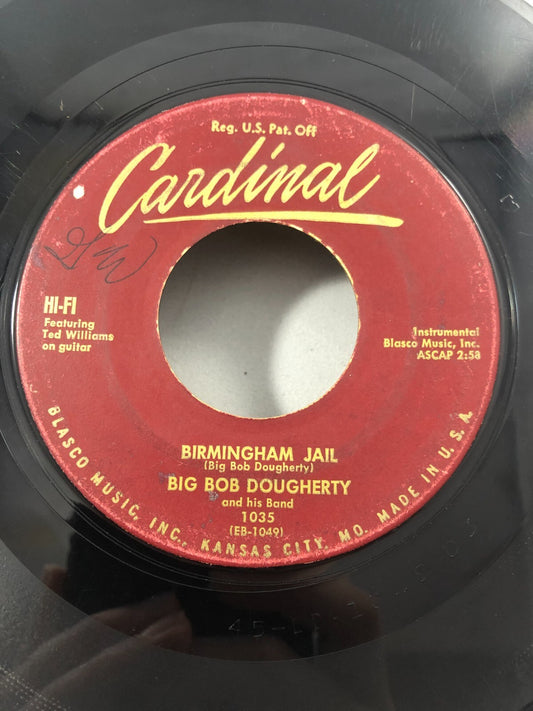 Reg. U.S. Pat. Off
Cardinal
GW
HI-FI
Featuring
Ted Williams
on guitar
Instrumental
Blasco Music, Inc.
ASCAP 2:58
BIRMINGHAM JAIL
(Big Bob Dougherty)
BIG BOB DOUGHERTY
and his Band
1035
(EB-1049)
BLASCO MUSIC, INC., KANSAS CITY, MO. MADE IN U.S.A.